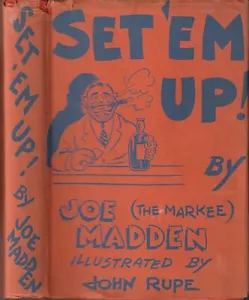 SET 'EM UP! BY JOE MADDEN
SET 'EM
UP!
BY
JOE (THE MARKEE)
MADDEN
ILLUSTRATED BY
JOHN RUPE